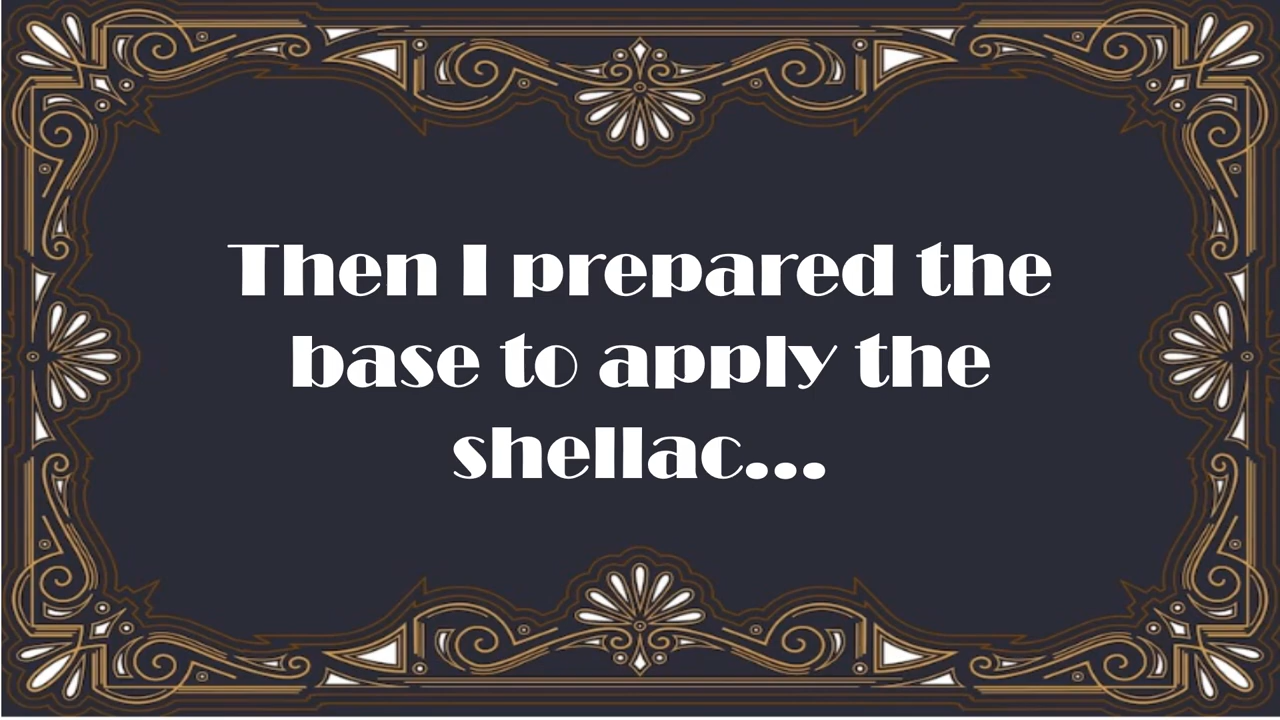 Then I prepared the
base to apply the
shellac...